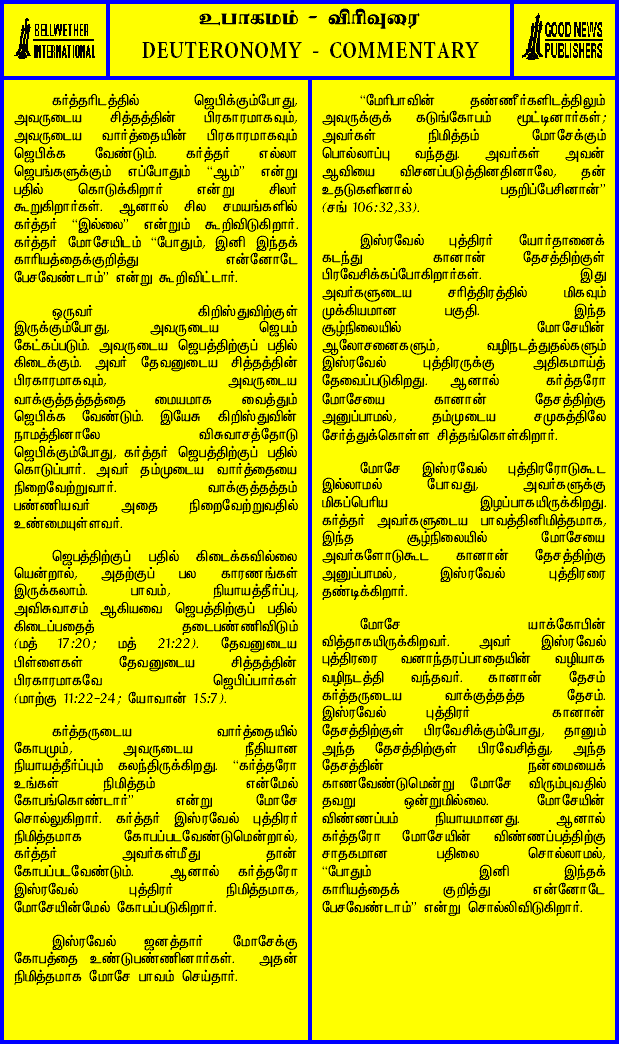 BELLWETHER
INTERNATIONAL
உபாகமம் - விரிவுரை
DEUTERONOMY - COMMENTARY
GOOD NEWS
PUBLISHERS
கர்த்தரிடத்தில் ஜெபிக்கும்போது,
அவருடைய சித்தத்தின் பிரகாரமாகவும்,
அவருடைய வார்த்தையின் பிரகாரமாகவும்
ஜெபிக்க வேண்டும். கர்த்தர் எல்லா
ஜெபங்களுக்கும் எப்போதும் “ஆம்” என்று
பதில் கொடுக்கிறார் என்று சிலர்
கூறுகிறார்கள். ஆனால் சில சமயங்களில்
கர்த்தர் “இல்லை” என்றும் கூறிவிடுகிறார்.
கர்த்தர் மோசேயிடம் “போதும், இனி இந்தக்
காரியத்தைக்குறித்து என்னோடே
பேசவேண்டாம்” என்று கூறிவிட்டார்.
ஒருவர் கிறிஸ்துவிற்குள்
இருக்கும்போது, அவருடைய ஜெபம்
கேட்கப்படும். அவருடைய ஜெபத்திற்குப் பதில்
கிடைக்கும். அவர் தேவனுடைய சித்தத்தின்
பிரகாரமாகவும், அவருடைய
வாக்குத்தத்தத்தை மையமாக வைத்தும்
ஜெபிக்க வேண்டும். இயேசு கிறிஸ்துவின்
நாமத்தினாலே விசுவாசத்தோடு
ஜெபிக்கும்போது, கர்த்தர் ஜெபத்திற்குப் பதில்
கொடுப்பார். அவர் தம்முடைய வார்த்தையை
நிறைவேற்றுவார். வாக்குத்தத்தம்
பண்ணியவர் அதை நிறைவேற்றுவதில்
உண்மையுள்ளவர்.
ஜெபத்திற்குப் பதில் கிடைக்கவில்லை
யென்றால், அதற்குப் பல காரணங்கள்
இருக்கலாம். பாவம், நியாயத்தீர்ப்பு,
அவிசுவாசம் ஆகியவை ஜெபத்திற்குப் பதில்
கிடைப்பதைத் தடைபண்ணிவிடும்
(மத் 17:20; மத் 21:22). தேவனுடைய
பிள்ளைகள் தேவனுடைய சித்தத்தின்
பிரகாரமாகவே ஜெபிப்பார்கள்
(மாற்கு 11:22-24; யோவான் 15:7).
கர்த்தருடைய வார்த்தையில்
கோபமும், அவருடைய நீதியான
நியாயத்தீர்ப்பும் கலந்திருக்கிறது. “கர்த்தரோ
உங்கள் நிமித்தம் என்மேல்
கோபங்கொண்டார்” என்று மோசே
சொல்லுகிறார். கர்த்தர் இஸ்ரவேல் புத்திரர்
நிமித்தமாக கோபப்படவேண்டுமென்றால்,
கர்த்தர் அவர்கள்மீது தான்
கோபப்படவேண்டும். ஆனால் கர்த்தரோ
இஸ்ரவேல் புத்திரர் நிமித்தமாக,
மோசேயின்மேல் கோபப்படுகிறார்.
இஸ்ரவேல் ஜனத்தார் மோசேக்கு
கோபத்தை உண்டுபண்ணினார்கள். அதன்
நிமித்தமாக மோசே பாவம் செய்தார்.
“மேரிபாவின் தண்ணீர்களிடத்திலும்
அவருக்குக் கடுங்கோபம் மூட்டினார்கள்;
அவர்கள் நிமித்தம் மோசேக்கும்
பொல்லாப்பு வந்தது. அவர்கள் அவன்
ஆவியை விசனப்படுத்தினதினாலே, தன்
உதடுகளினால் பதறிப்பேசினான்”
(சங் 106:32,33).
இஸ்ரவேல் புத்திரர் யோர்தானைக்
கடந்து கானான் தேசத்திற்குள்
பிரவேசிக்கப்போகிறார்கள். இது
அவர்களுடைய சரித்திரத்தில் மிகவும்
முக்கியமான பகுதி. இந்த
சூழ்நிலையில் மோசேயின்
ஆலோசனைகளும், வழிநடத்துதல்களும்
இஸ்ரவேல் புத்திரருக்கு அதிகமாய்த்
தேவைப்படுகிறது. ஆனால் கர்த்தரோ
மோசேயை கானான் தேசத்திற்கு
அனுப்பாமல், தம்முடைய சமுகத்திலே
சேர்த்துக்கொள்ள சித்தங்கொள்கிறார்.
மோசே இஸ்ரவேல் புத்திரரோடுகூட
இல்லாமல் போவது, அவர்களுக்கு
மிகப்பெரிய இழப்பாகயிருக்கிறது.
கர்த்தர் அவர்களுடைய பாவத்தினிமித்தமாக,
இந்த சூழ்நிலையில் மோசேயை
அவர்களோடுகூட கானான் தேசத்திற்கு
அனுப்பாமல், இஸ்ரவேல் புத்திரரை
தண்டிக்கிறார்.
மோசே யாக்கோபின்
வித்தாகயிருக்கிறவர். அவர் இஸ்ரவேல்
புத்திரரை வனாந்தரப்பாதையின் வழியாக
வழிநடத்தி வந்தவர். கானான் தேசம்
கர்த்தருடைய வாக்குத்தத்த தேசம்.
இஸ்ரவேல் புத்திரர் கானான்
தேசத்திற்குள் பிரவேசிக்கும்போது, தானும்
அந்த தேசத்திற்குள் பிரவேசித்து, அந்த
தேசத்தின் நன்மையைக்
காணவேண்டுமென்று மோசே விரும்புவதில்
தவறு ஒன்றுமில்லை. மோசேயின்
விண்ணப்பம் நியாயமானது. ஆனால்
கர்த்தரோ மோசேயின் விண்ணப்பத்திற்கு
சாதகமான பதிலை சொல்லாமல்,
“போதும் இனி இந்தக்
காரியத்தைக் குறித்து என்னோடே
பேசவேண்டாம்” என்று சொல்லிவிடுகிறார்.